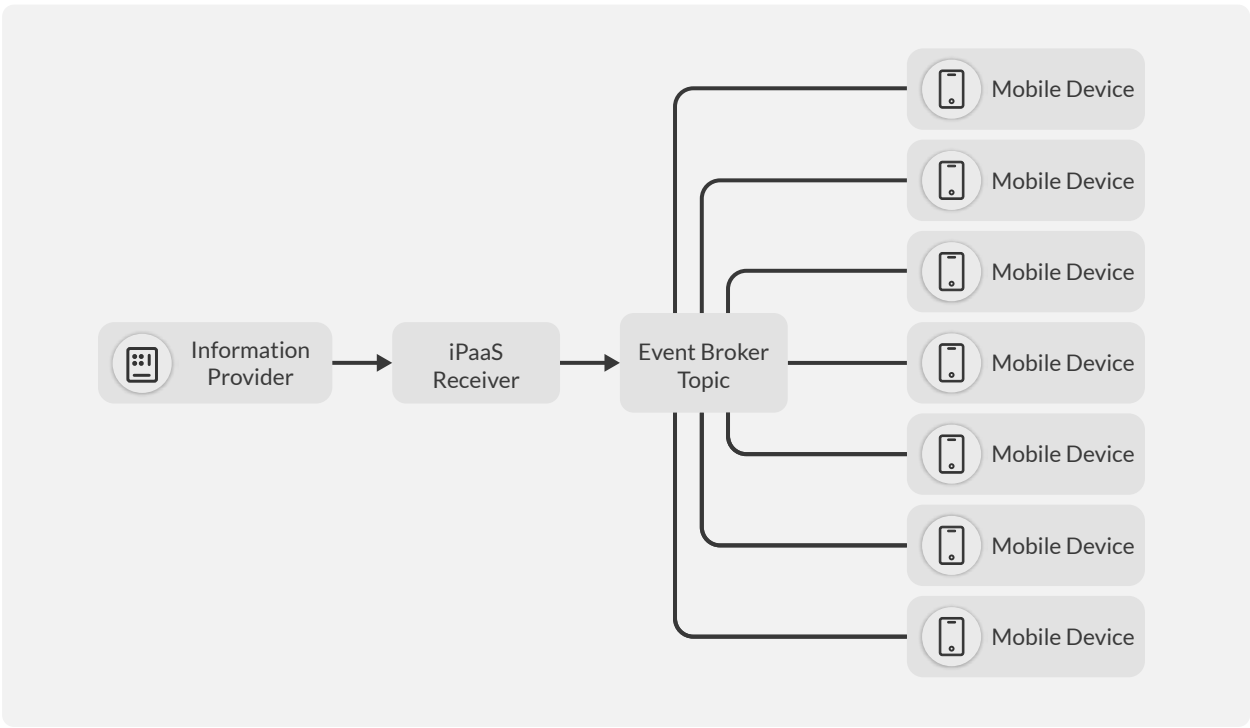 Information
Provider
iPaaS
Receiver
Event Broker
Topic
Mobile Device
Mobile Device
Mobile Device
Mobile Device
Mobile Device
Mobile Device
Mobile Device